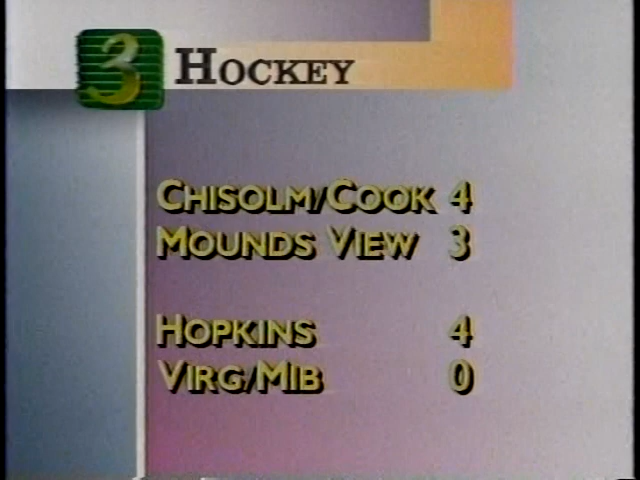 3 HOCKEY
CHISOLM/COOK 4
MOUNDS VIEW 3
HOPKINS 4
VIRG/MIB 0